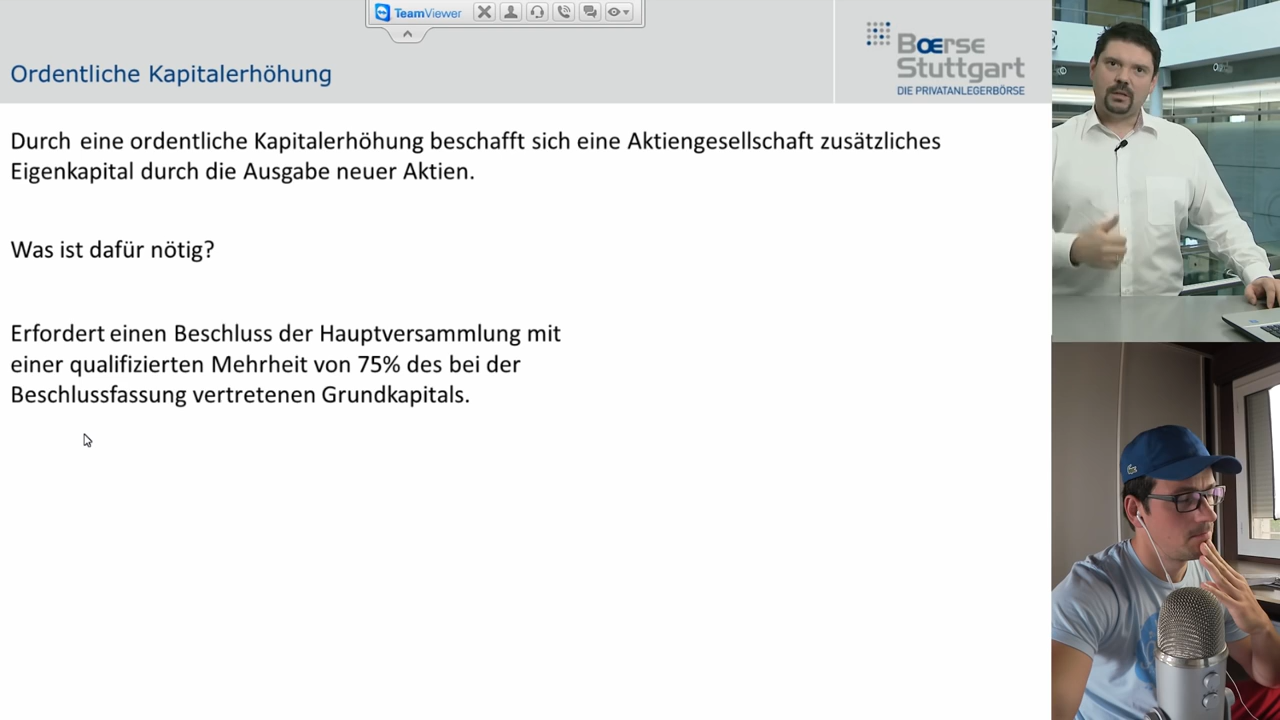 TeamViewer
Ordentliche Kapitalerhöhung
Bœrse
Stuttgart
DIE PRIVATANLEGERBÖRSE
Durch eine ordentliche Kapitalerhöhung beschafft sich eine Aktiengesellschaft zusätzliches
Eigenkapital durch die Ausgabe neuer Aktien.
Was ist dafür nötig?
Erfordert einen Beschluss der Hauptversammlung mit
einer qualifizierten Mehrheit von 75% des bei der
Beschlussfassung vertretenen Grundkapitals.